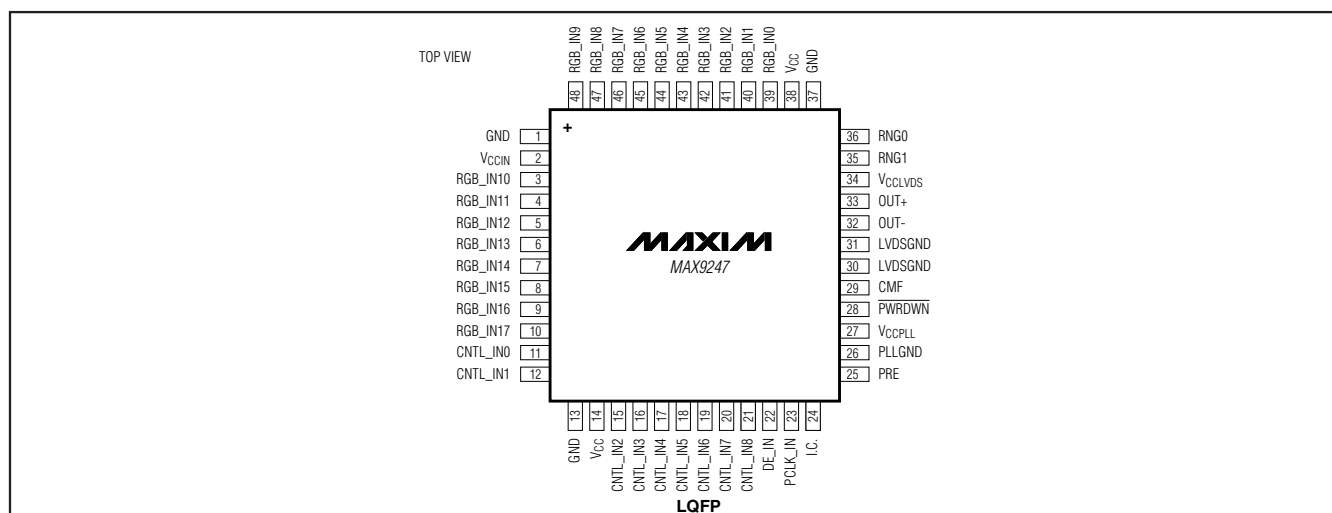 TOP VIEW
RGB_IN9 RGB_IN8 RGB_IN7 RGB_IN6 RGB_IN5 RGB_IN4 RGB_IN3 RGB_IN2 RGB_IN1 RGB_IN0 VCC GND
48 47 46 45 44 43 42 41 40 39 38 37
+
GND 1
VCCIN 2
RGB_IN10 3
RGB_IN11 4
RGB_IN12 5
RGB_IN13 6
RGB_IN14 7
RGB_IN15 8
RGB_IN16 9
RGB_IN17 10
CNTL_IN0 11
CNTL_IN1 12
MAXIM
MAX9247
36 RNG0
35 RNG1
34 VCCLVDS
33 OUT+
32 OUT-
31 LVDSGND
30 LVDSGND
29 CMF
28 PWRDWN
27 VCCPLL
26 PLLGND
25 PRE
13 14 15 16 17 18 19 20 21 22 23 24
GND VCC CNTL_IN2 CNTL_IN3 CNTL_IN4 CNTL_IN5 CNTL_IN6 CNTL_IN7 CNTL_IN8 DE_IN PCLK_IN I.C.
LQFP